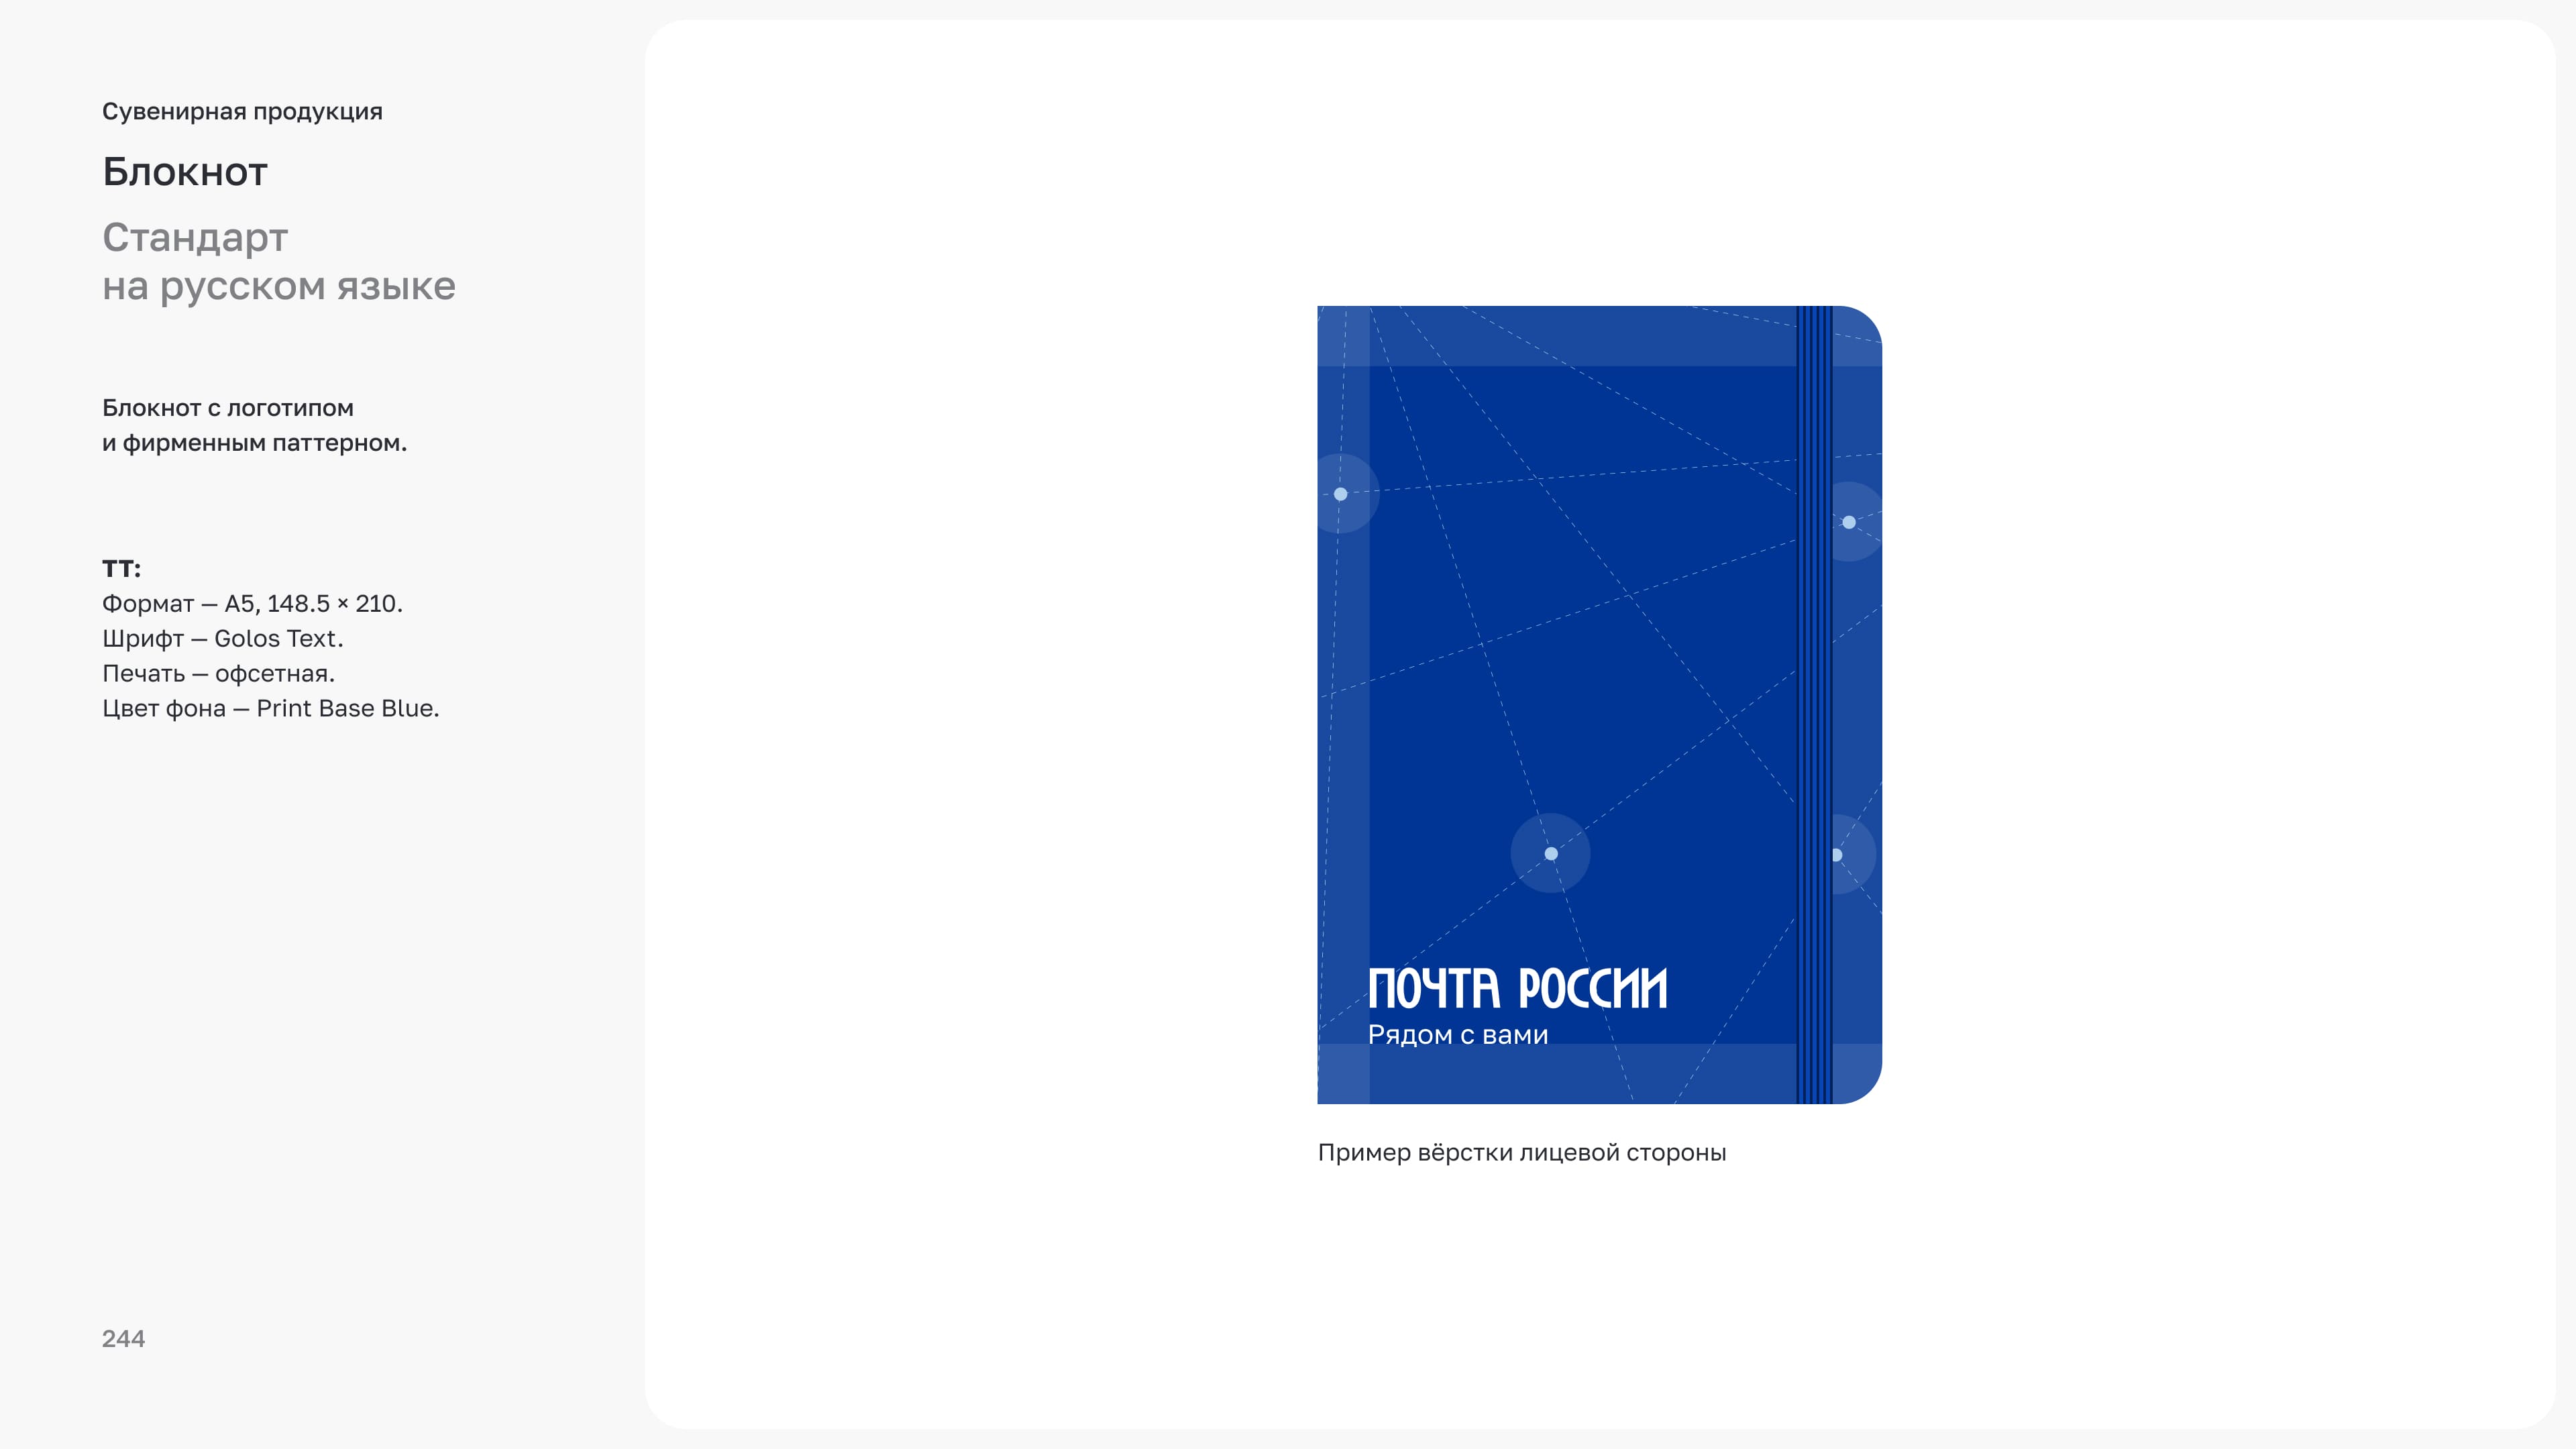 Сувенирная продукция
Блокнот
Стандарт
на русском языке
Блокнот с логотипом
и фирменным паттерном.
ТТ:
Формат — А5, 148.5 × 210.
Шрифт — Golos Text.
Печать — офсетная.
Цвет фона — Print Base Blue.
244
ПОЧТА РОССИИ
Рядом с вами
Пример вёрстки лицевой стороны